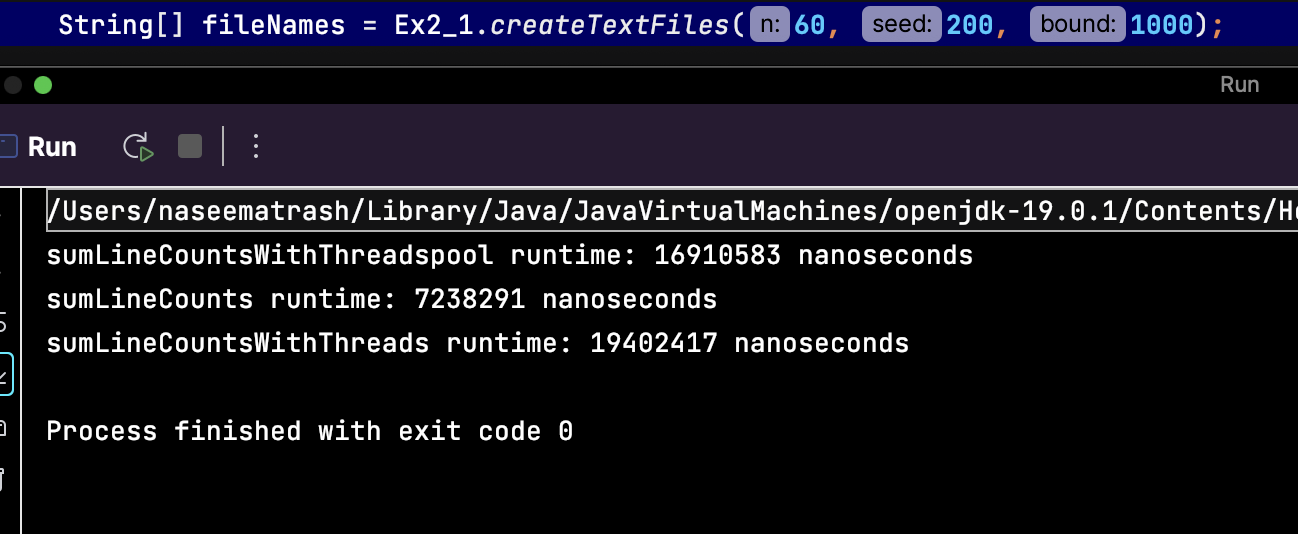 String[] fileNames = Ex2_1.createTextFiles( n: 60, seed: 200, bound: 1000);
Run
Run
/Users/naseematrash/Library/Java/JavaVirtualMachines/openjdk-19.0.1/Contents/Ho
sumLineCountsWithThreadspool runtime: 16910583 nanoseconds
sumLineCounts runtime: 7238291 nanoseconds
sumLineCountsWithThreads runtime: 19402417 nanoseconds
Process finished with exit code 0